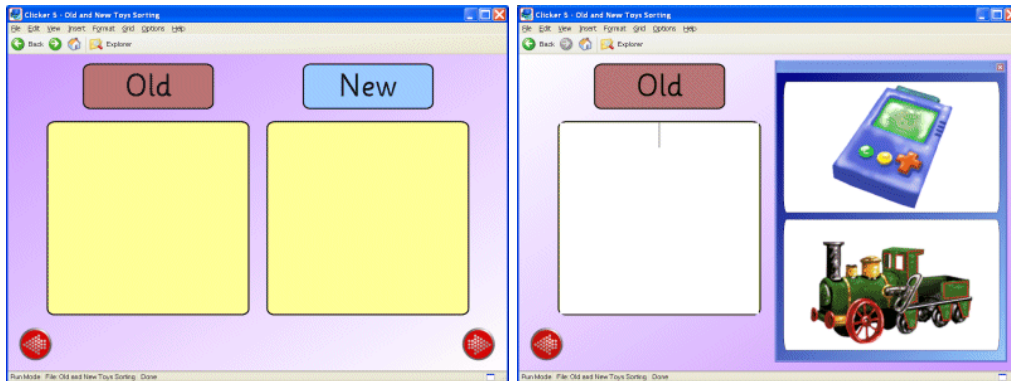 Clicker 5 - Old and New Toys Sorting
File Edit View Insert Format Grid Options Help
Back Explorer
Old New
Run Mode File: Old and New Toys Sorting Done
Clicker 5 - Old and New Toys Sorting
File Edit View Insert Format Grid Options Help
Back Explorer
Old
Run Mode File: Old and New Toys Sorting Done